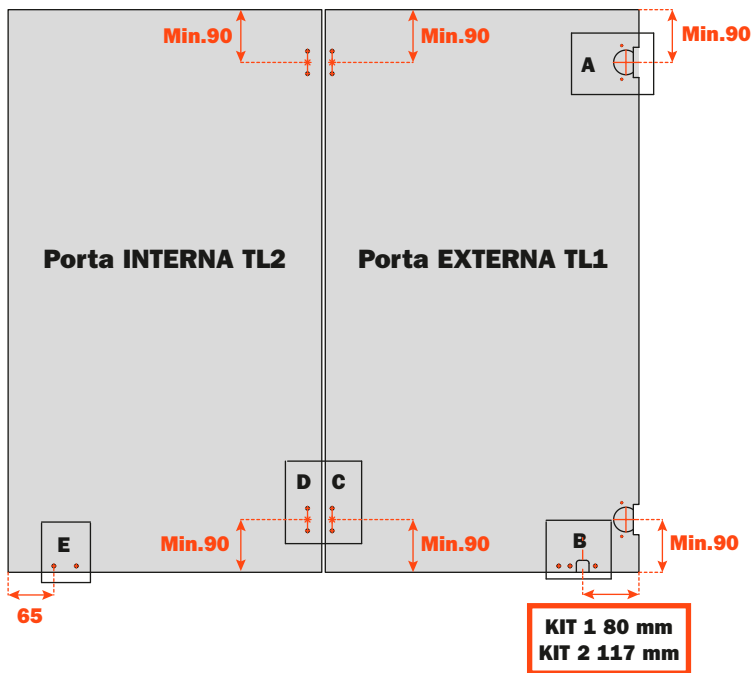 Min.90
Min.90
Min.90
A
Porta INTERNA TL2
Porta EXTERNA TL1
D
C
E
B
Min.90
Min.90
Min.90
65
KIT 1 80 mm
KIT 2 117 mm